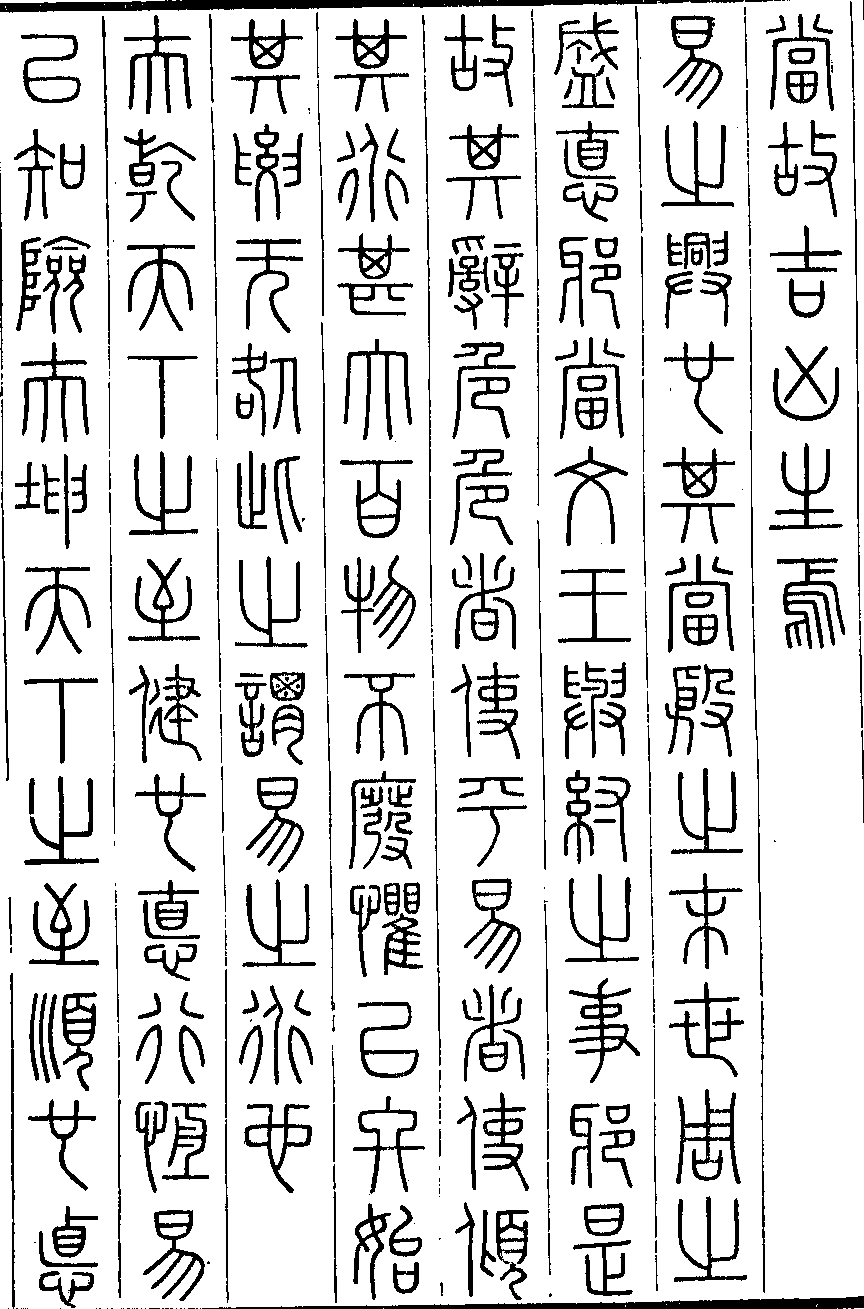 當故吉凶生焉
易之興也其當殷之末世周之
盛悳邪當文王與紂之事邪是
故其辭危危者使平易者使傾
其道甚大百物不廢懼以終始
其要无咎此之謂易之道也
夫乾天下之至健也悳行恆易
以知險夫坤天下之至順也悳